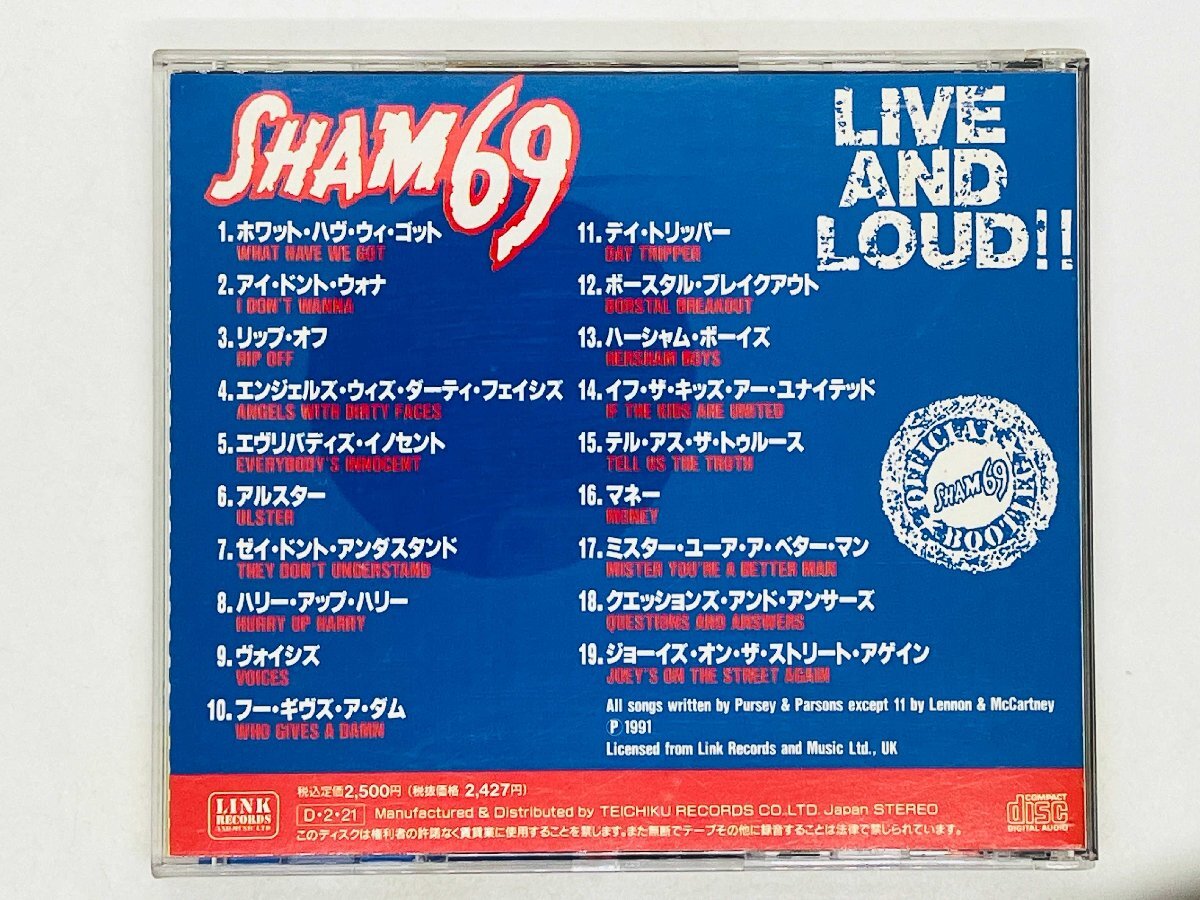 SHAM69
LIVE
AND
LOUD!!
1.ホワット・ハヴ・ウィ・ゴット
WHAT HAVE WE GOT
2.アイ・ドント・ウォナ
I DON'T WANNA
3.リップ・オフ
RIP OFF
4.エンジェルズ・ウィズ・ダーティ・フェイシズ
ANGELS WITH DIRTY FACES
5.エヴリバディズ・イノセント
EVERYBODY'S INNOCENT
6.アルスター
ULSTER
7.ゼイ・ドント・アンダスタンド
THEY DON'T UNDERSTAND
8.ハリー・アップ・ハリー
HURRY UP HARRY
9.ヴォイシズ
VOICES
10.フー・ギヴズ・ア・ダム
WHO GIVES A DAMN
11.デイ・トリッパー
DAY TRIPPER
12.ボースタル・ブレイクアウト
BORSTAL BREAKOUT
13.ハーシャム・ボーイズ
HERSHAM BOYS
14.イフ・ザ・キッズ・アー・ユナイテッド
IF THE KIDS ARE UNITED
15.テル・アス・ザ・トゥルース
TELL US THE TRUTH
16.マネー
MONEY
17.ミスター・ユーア・ア・ベター・マン
MISTER YOU'RE A BETTER MAN
18.クエッションズ・アンド・アンサーズ
QUESTIONS AND ANSWERS
19.ジョーイズ・オン・ザ・ストリート・アゲイン
JOEY'S ON THE STREET AGAIN
OFFICIAL
SHAM69
BOOTLEG
All songs written by Pursey & Parsons except 11 by Lennon & McCartney
Ⓟ 1991
Licensed from Link Records and Music Ltd., UK
LINK
RECORDS
AND MUSIC LTD
税込定価2,500円 (税抜価格 2,427円)
D・2・21 Manufactured & Distributed by TEICHIKU RECORDS CO.LTD. Japan STEREO
このディスクは権利者の許諾なく賃貸業に使用することを禁じます。また無断でテープその他に録音することは法律で禁じられています。
COMPACT
disc
DIGITAL AUDIO